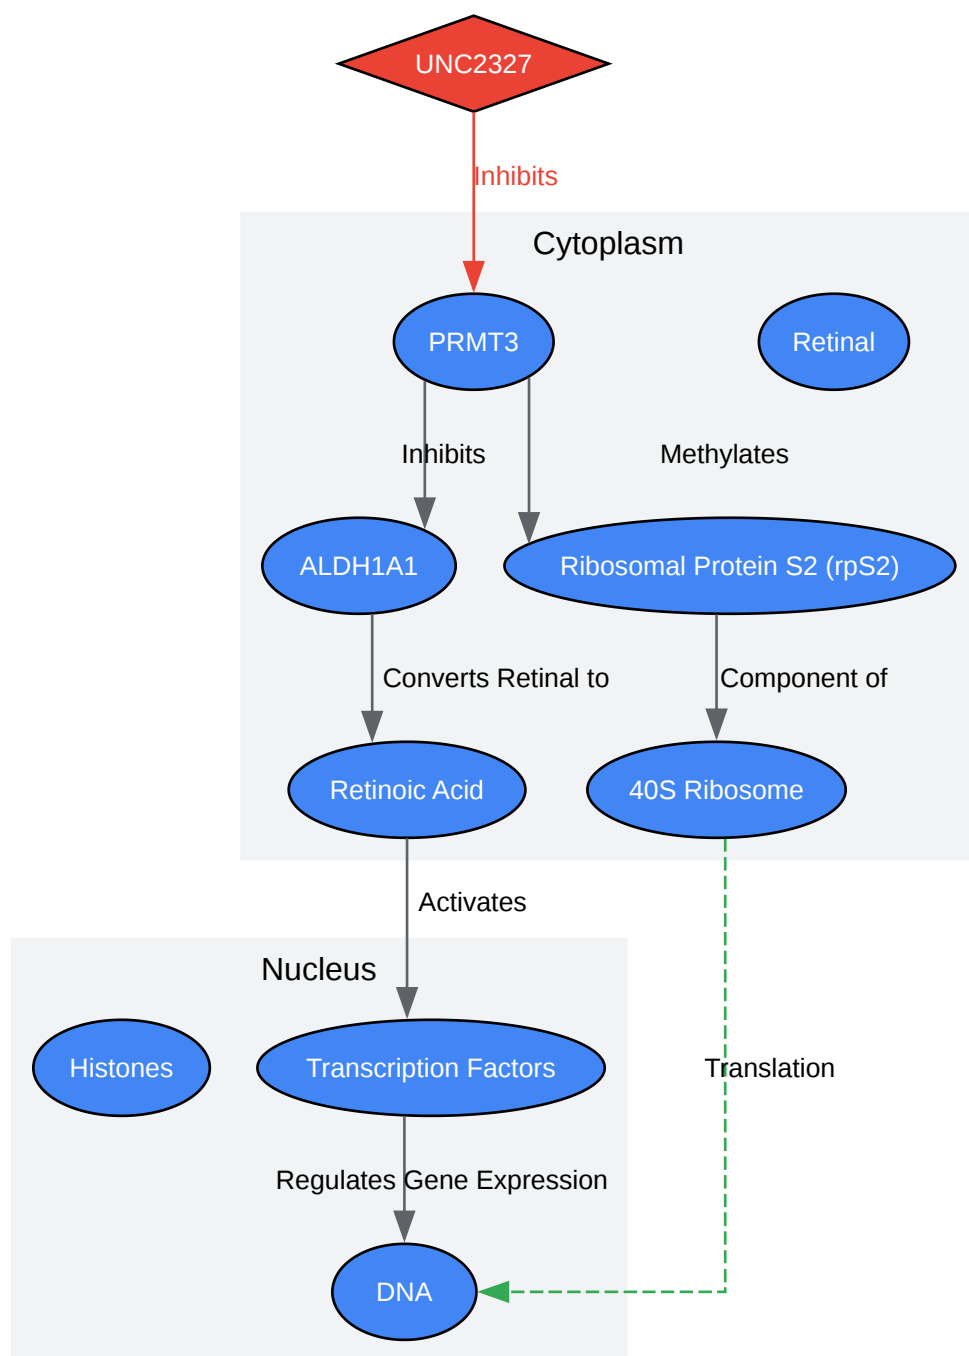 UNC2327
Inhibits
Cytoplasm
PRMT3
Retinal
Inhibits
Methylates
ALDH1A1
Ribosomal Protein S2 (rpS2)
Converts Retinal to
Component of
Retinoic Acid
40S Ribosome
Activates
Nucleus
Histones
Transcription Factors
Translation
Regulates Gene Expression
DNA